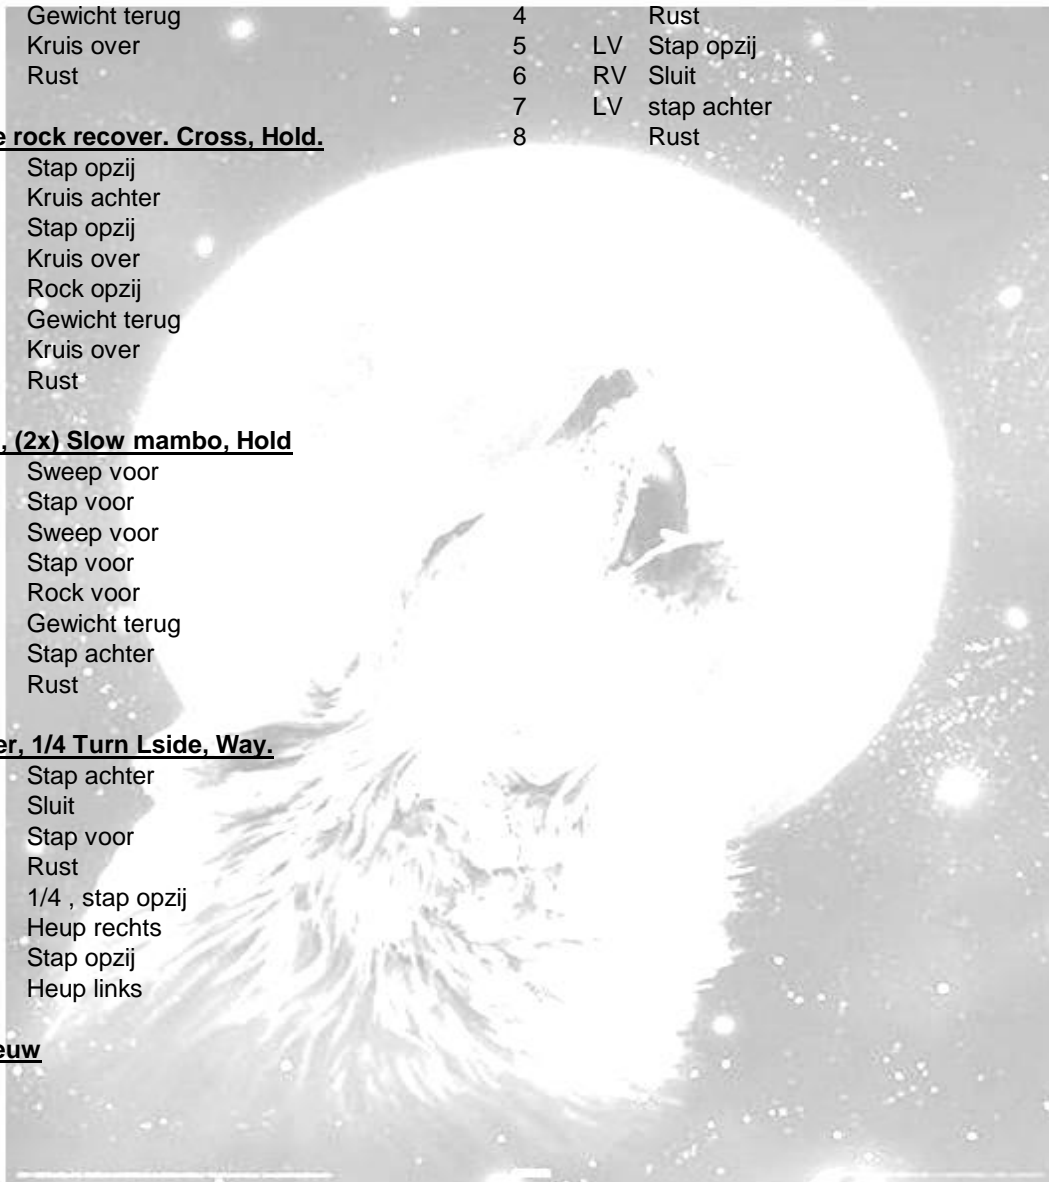 Gewicht terug
Kruis over
Rust
e rock recover. Cross, Hold.
Stap opzij
Kruis achter
Stap opzij
Kruis over
Rock opzij
Gewicht terug
Kruis over
Rust
, (2x) Slow mambo, Hold
Sweep voor
Stap voor
Sweep voor
Stap voor
Rock voor
Gewicht terug
Stap achter
Rust
er, 1/4 Turn Lside, Way.
Stap achter
Sluit
Stap voor
Rust
1/4 , stap opzij
Heup rechts
Stap opzij
Heup links
euw
4 Rust
5 LV Stap opzij
6 RV Sluit
7 LV stap achter
8 Rust